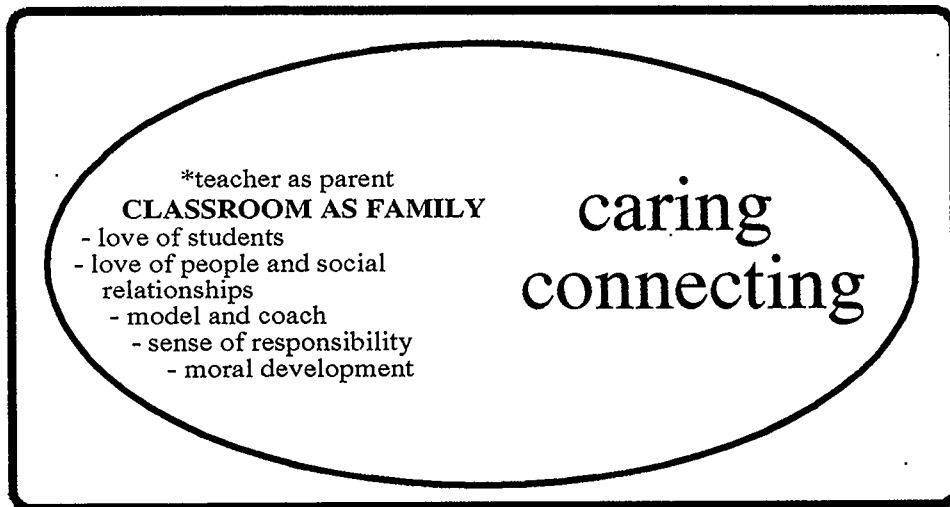 *teacher as parent
CLASSROOM AS FAMILY
- love of students
- love of people and social
relationships
- model and coach
- sense of responsibility
- moral development
caring
connecting